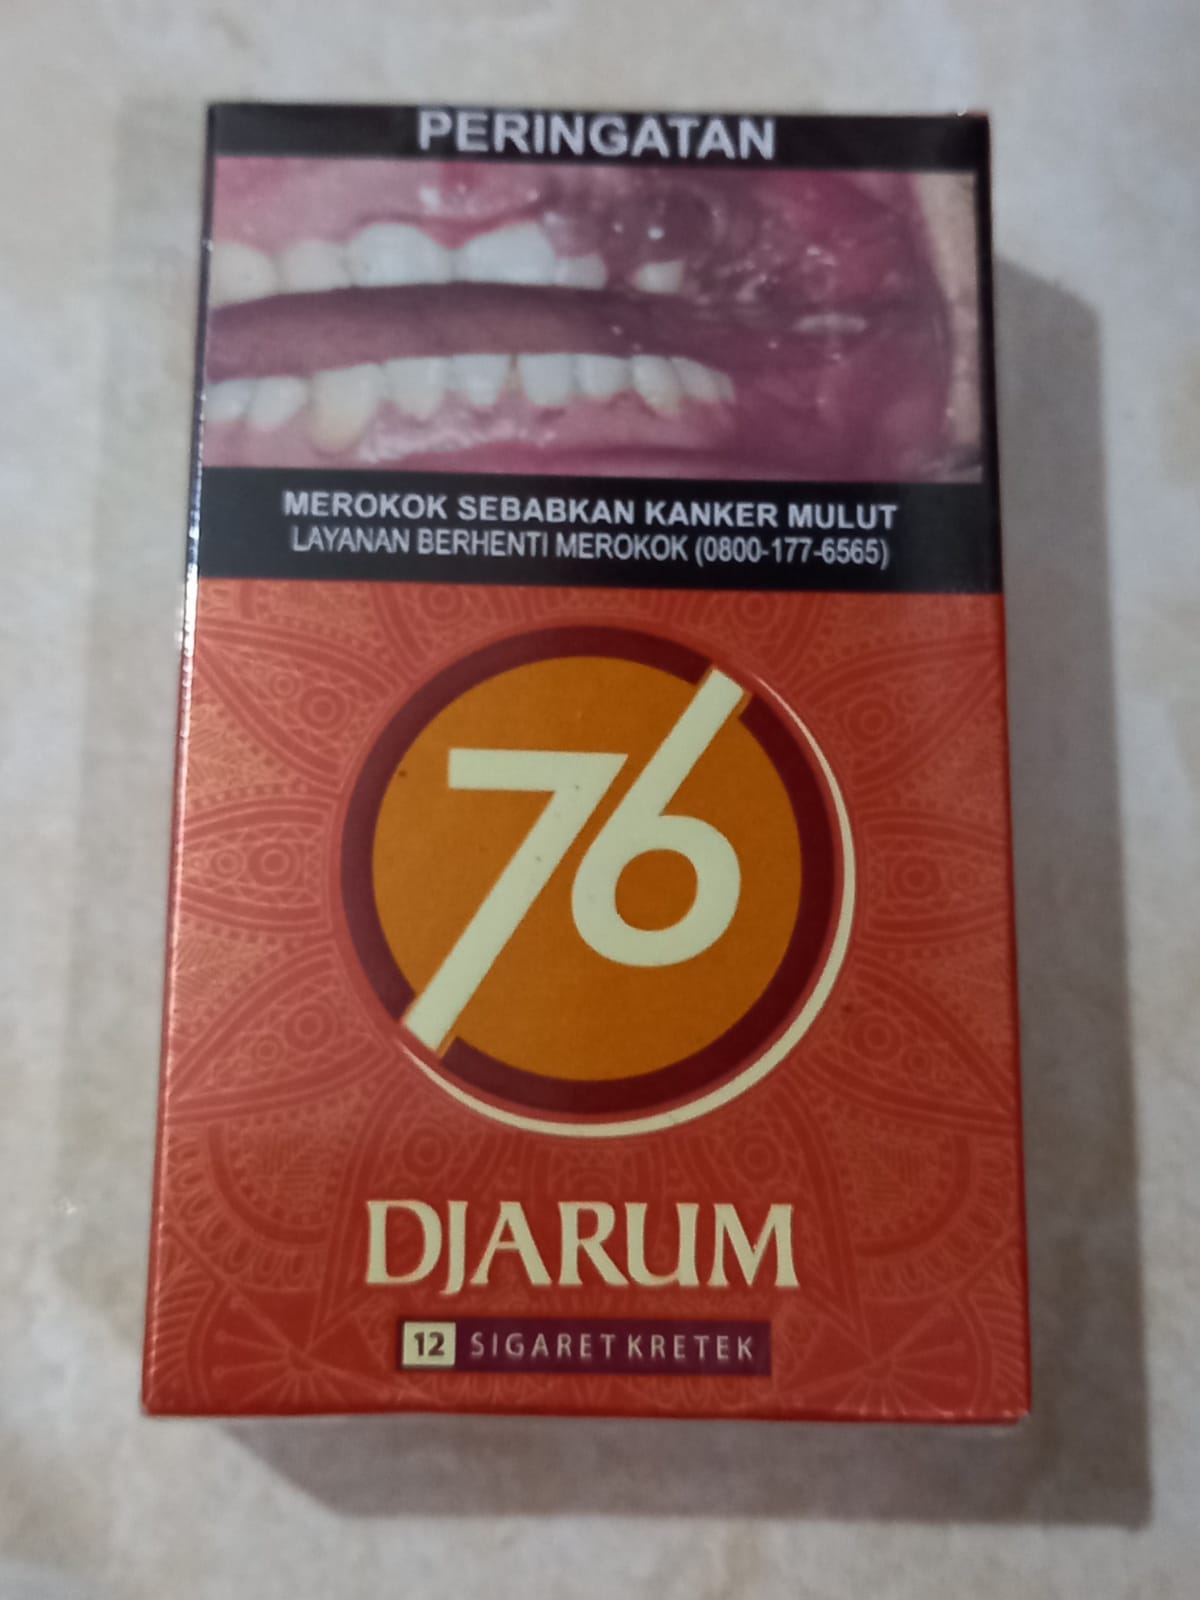 PERINGATAN
MEROKOK SEBABKAN KANKER MULUT
LAYANAN BERHENTI MEROKOK (0800-177-6565)
76
DJARUM
12 SIGARET KRETEK